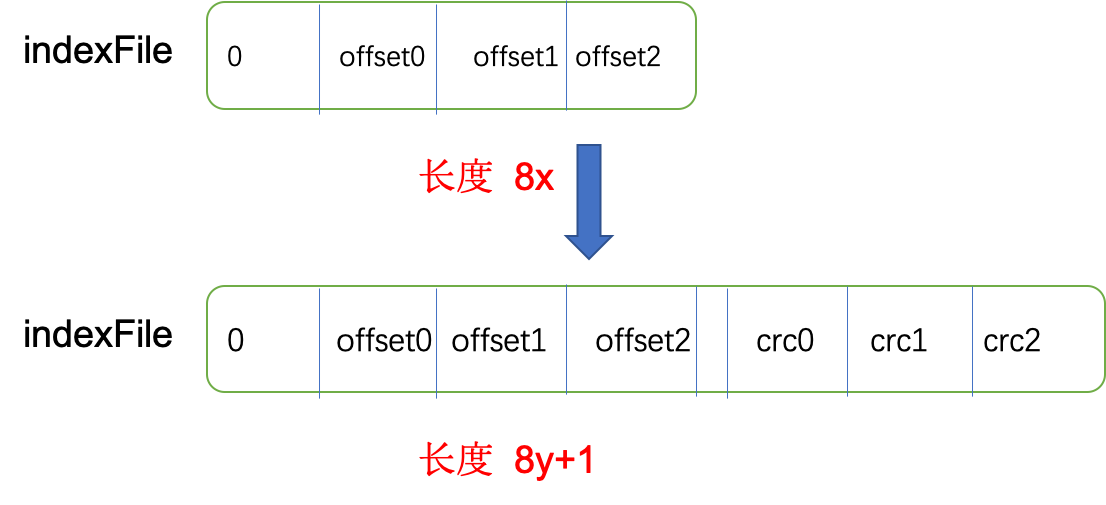 indexFile 0 offset0 offset1 offset2
长度 8x
indexFile 0 offset0 offset1 offset2 crc0 crc1 crc2
长度 8y+1